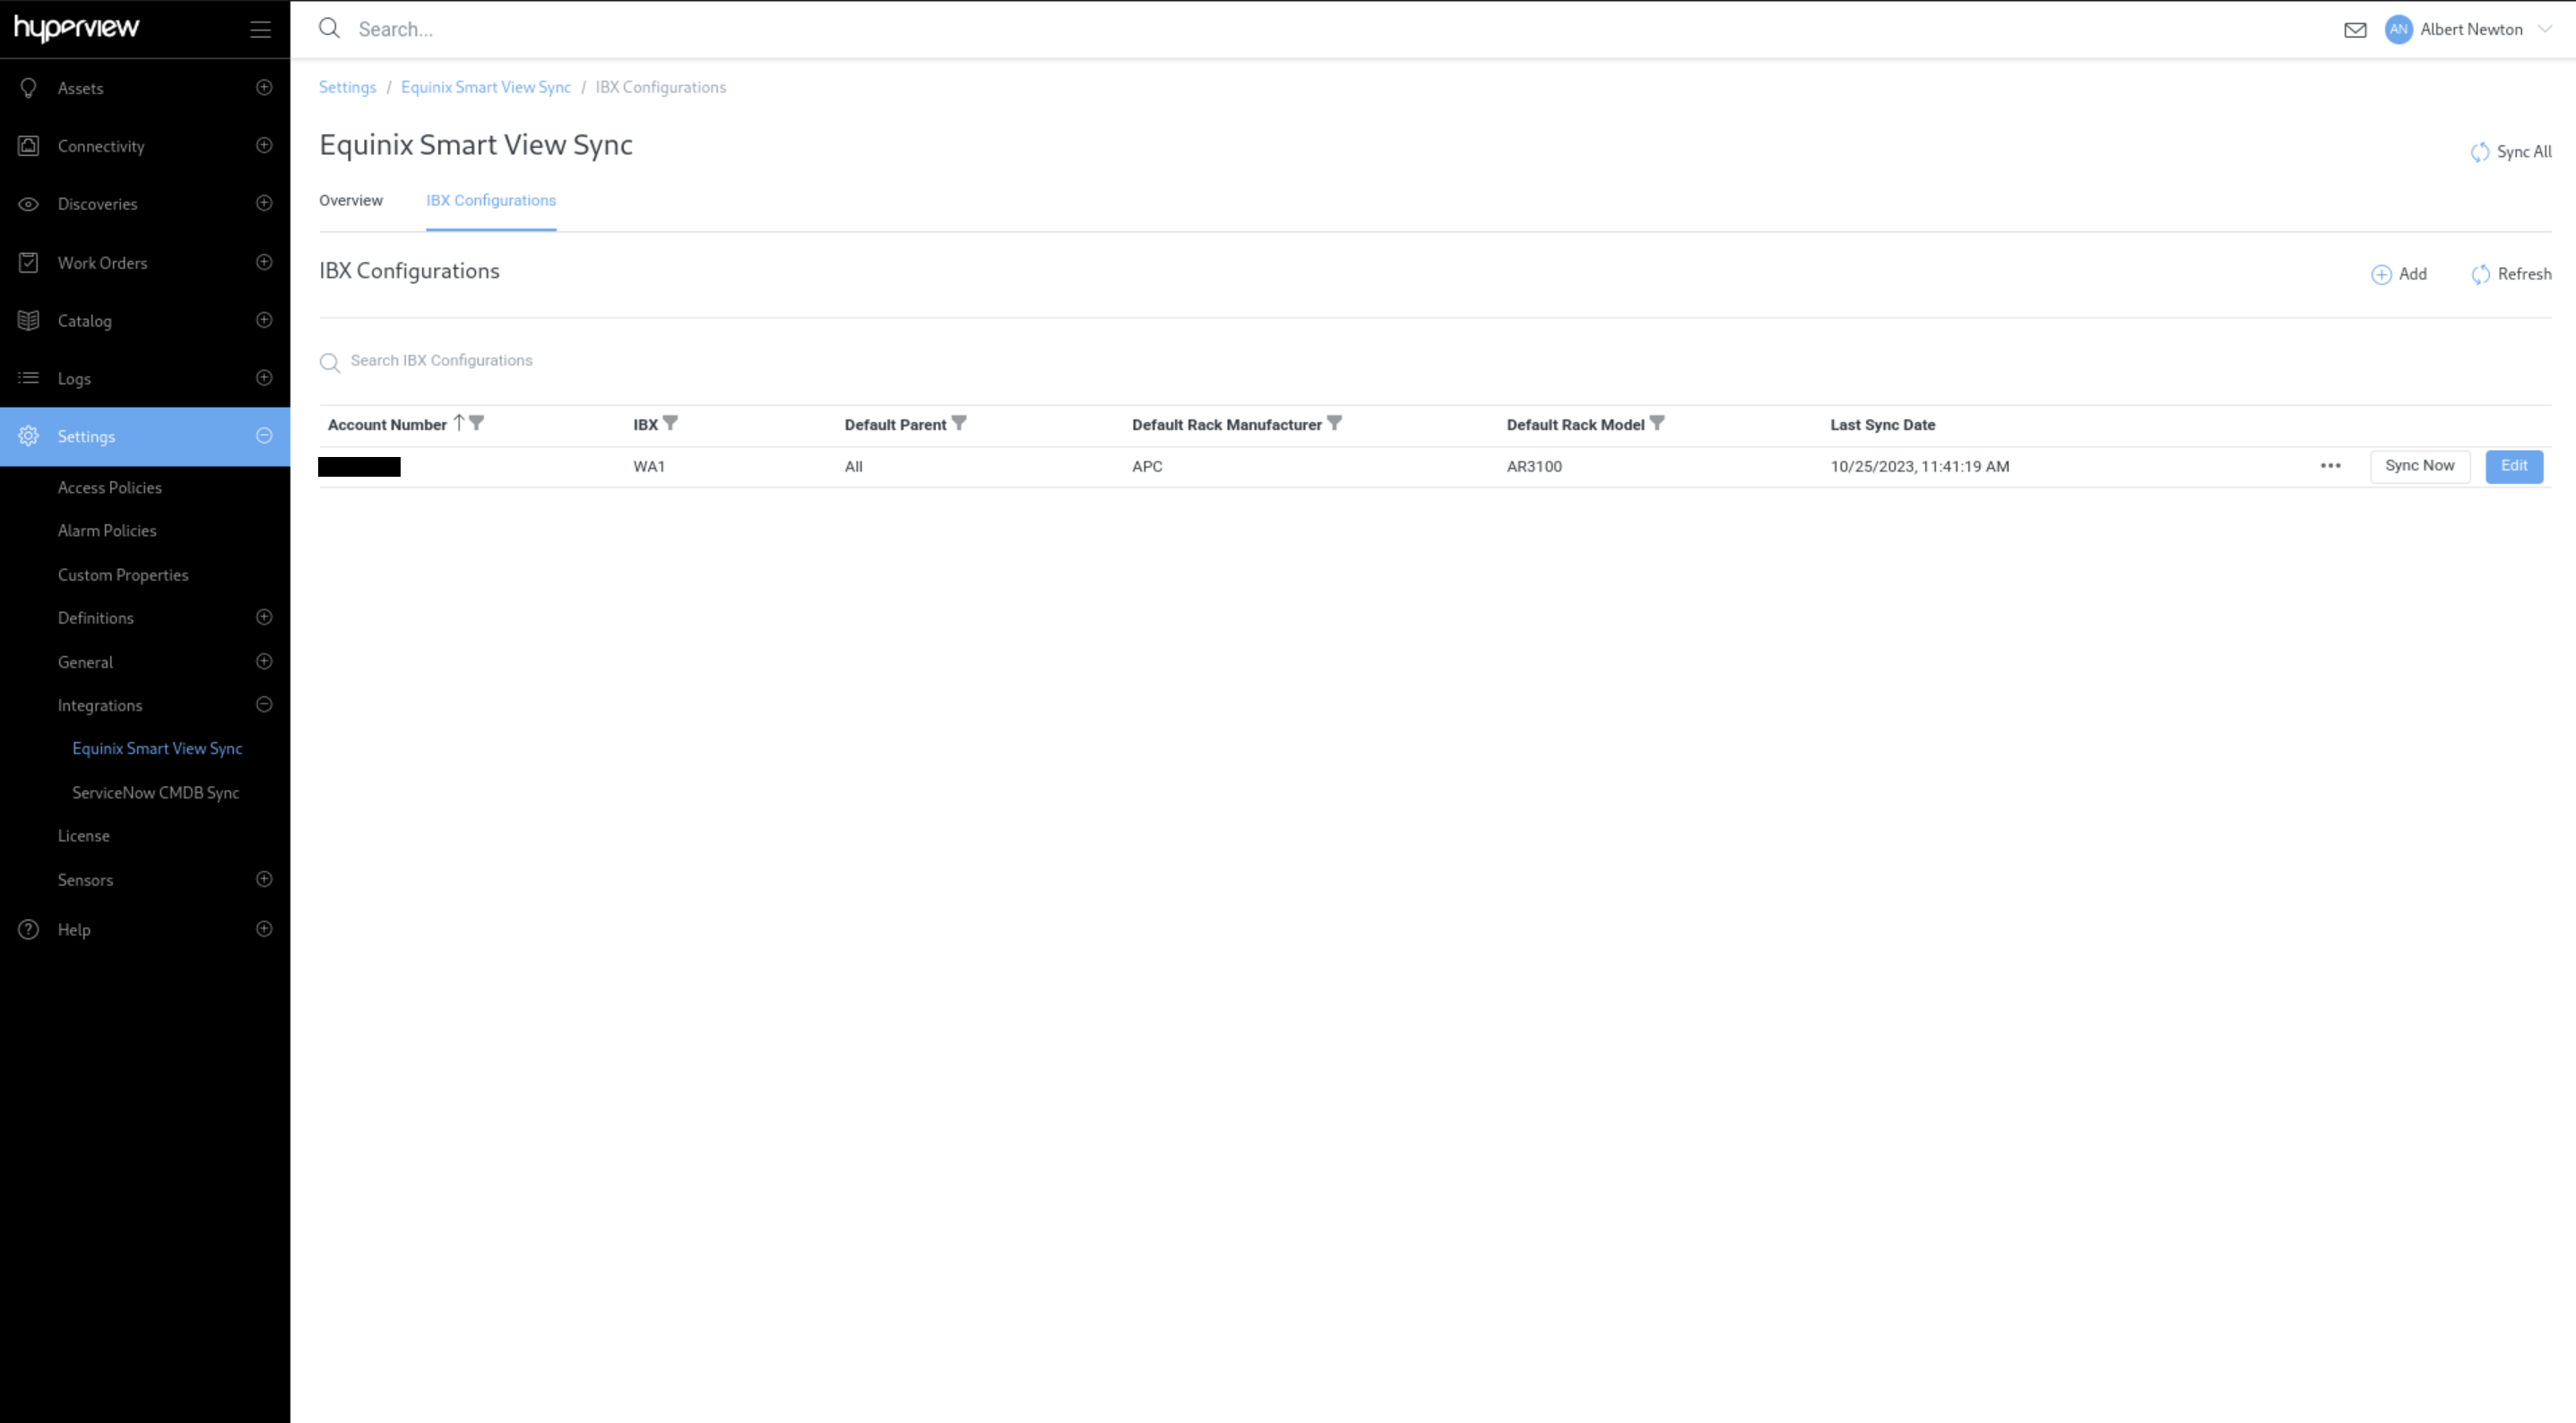 hyperview
Search...
AN Albert Newton
Assets
Connectivity
Discoveries
Work Orders
Catalog
Logs
Settings
Access Policies
Alarm Policies
Custom Properties
Definitions
General
Integrations
Equinix Smart View Sync
ServiceNow CMDB Sync
License
Sensors
Help
Settings / Equinix Smart View Sync / IBX Configurations
Equinix Smart View Sync
Sync All
Overview IBX Configurations
IBX Configurations
Add Refresh
Search IBX Configurations
Account Number IBX Default Parent Default Rack Manufacturer Default Rack Model Last Sync Date
WA1 All APC AR3100 10/25/2023, 11:41:19 AM ••• Sync Now Edit